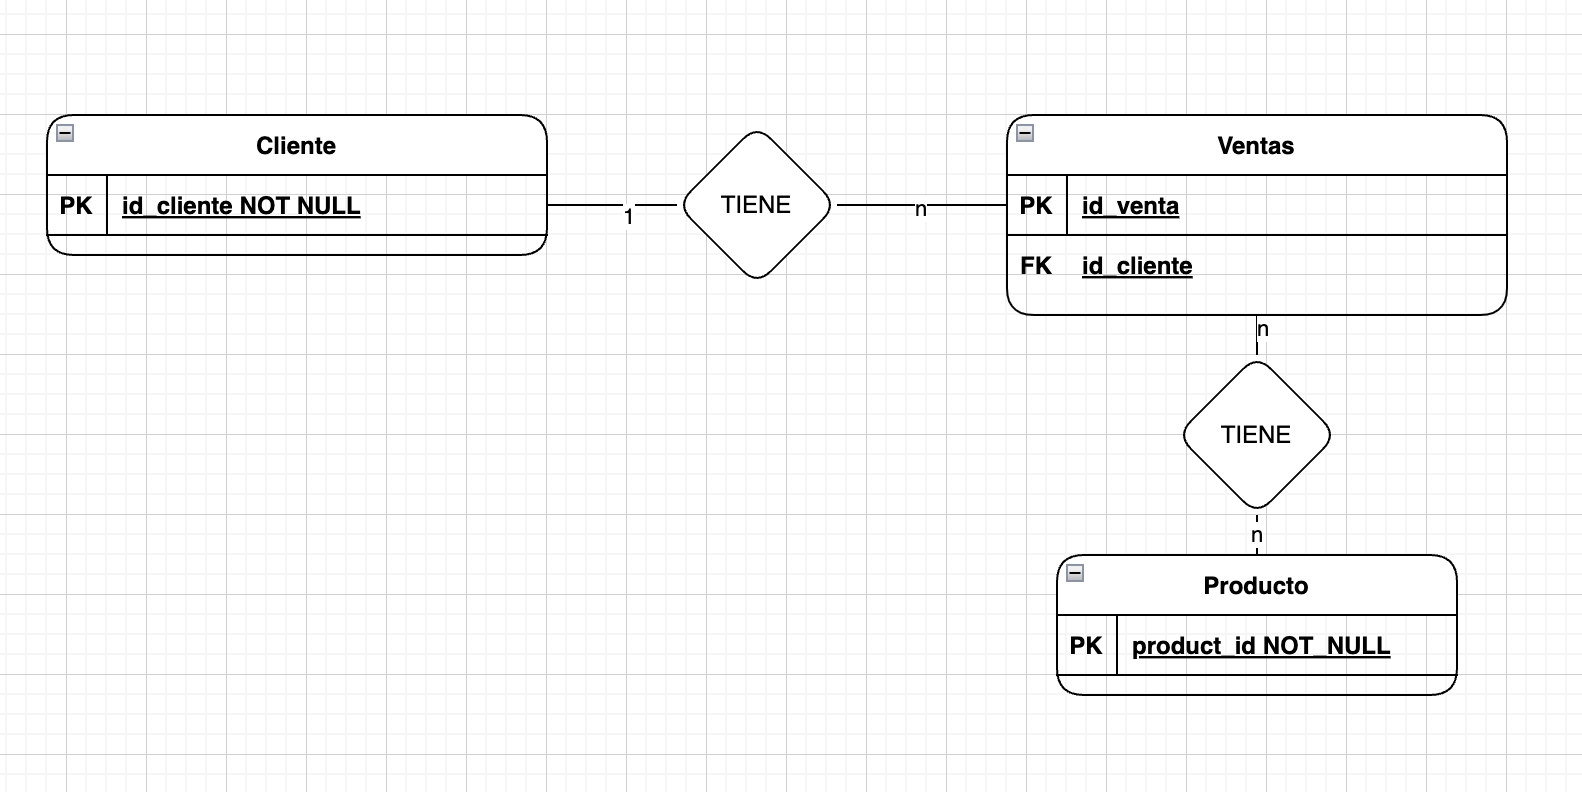 Cliente
PK id_cliente NOT NULL
1
TIENE
n
Ventas
PK id_venta
FK id_cliente
n
TIENE
n
Producto
PK product_id NOT_NULL